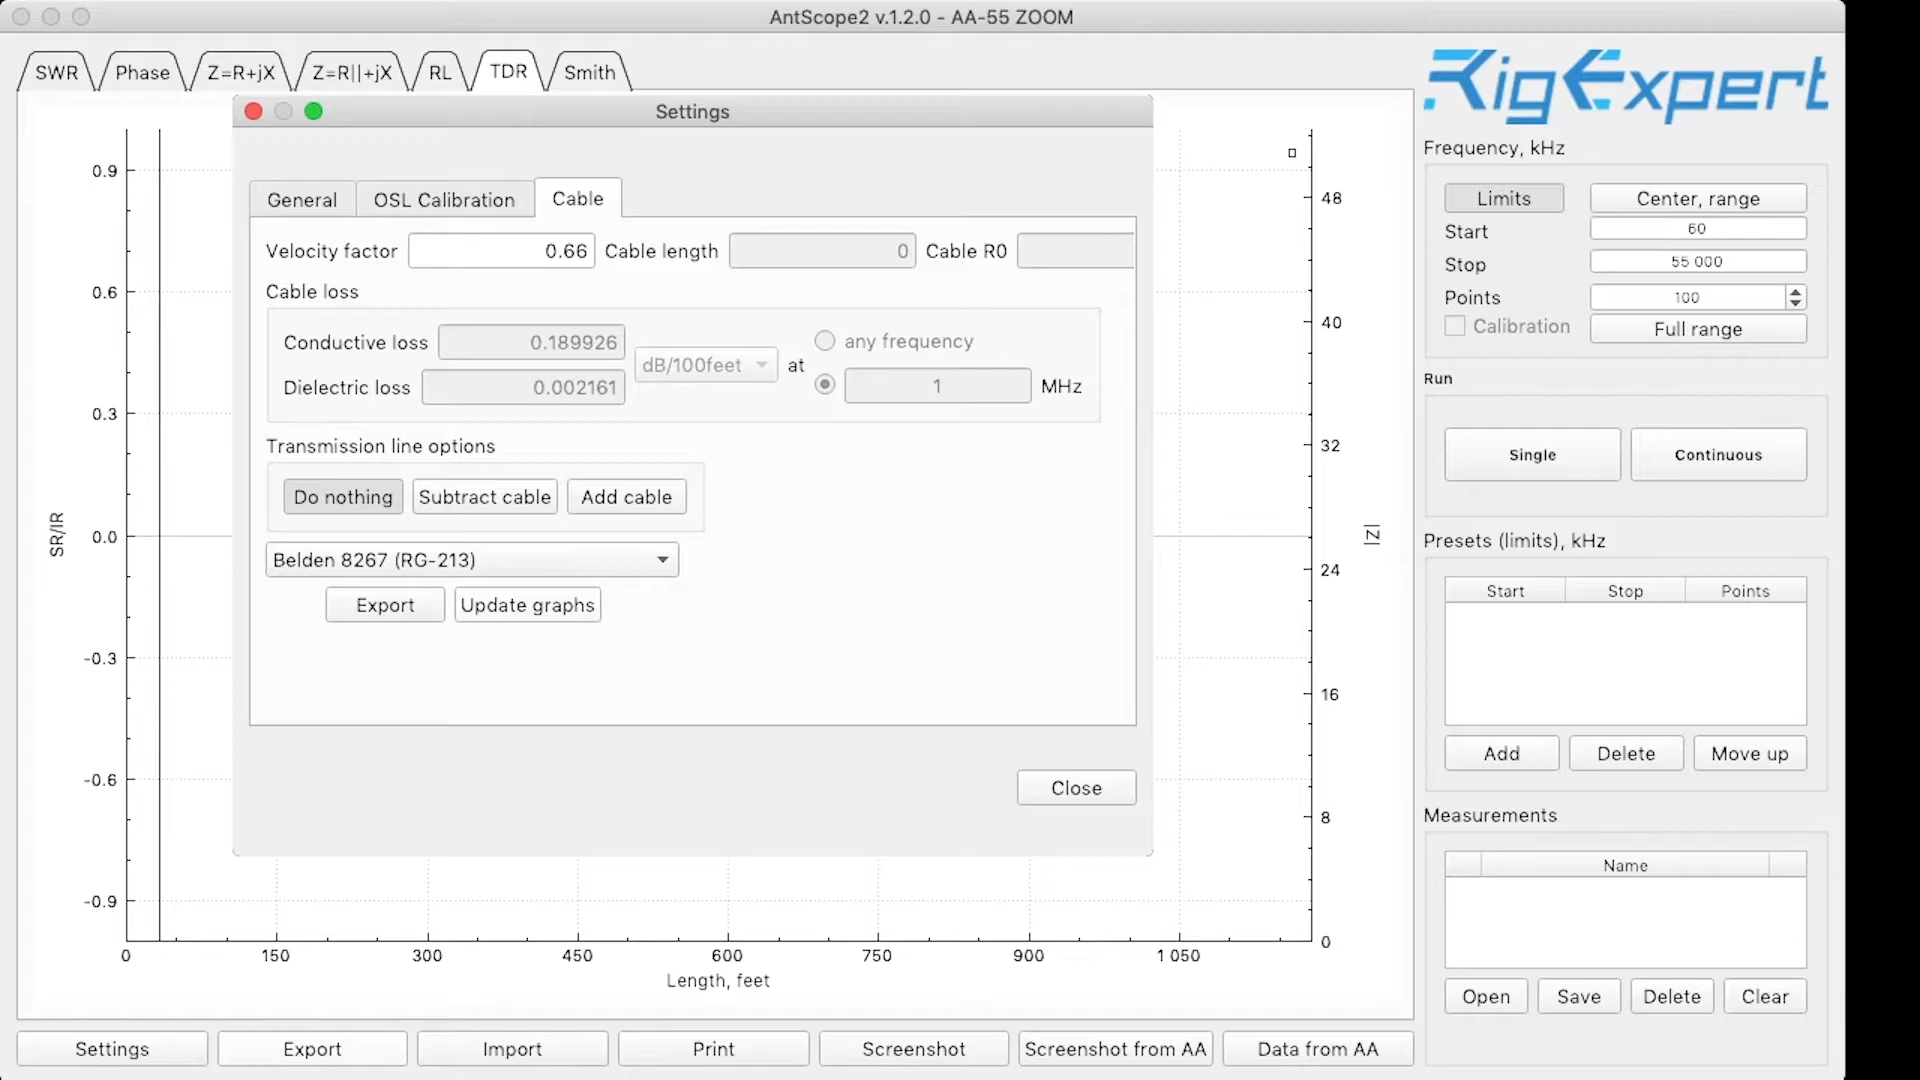 AntScope2 v.1.2.0 - AA-55 ZOOM
SWR
Phase
Z=R+jX
Z=R||+jX
RL
TDR
Smith
RigExpert
Settings
General
OSL Calibration
Cable
Velocity factor 0.66 Cable length 0 Cable R0
Cable loss
Conductive loss 0.189926
Dielectric loss 0.002161
dB/100feet
at
any frequency
1 MHz
Transmission line options
Do nothing
Subtract cable
Add cable
Belden 8267 (RG-213)
Export
Update graphs
Close
0.9
0.6
0.3
0.0
-0.3
-0.6
-0.9
SR/IR
0 150 300 450 600 750 900 1 050
Length, feet
48
40
32
24
16
8
0
|Z|
Frequency, kHz
Limits
Center, range
Start 60
Stop 55 000
Points 100
Calibration
Full range
Run
Single
Continuous
Presets (limits), kHz
Start Stop Points
Add
Delete
Move up
Measurements
Name
Open
Save
Delete
Clear
Settings
Export
Import
Print
Screenshot
Screenshot from AA
Data from AA